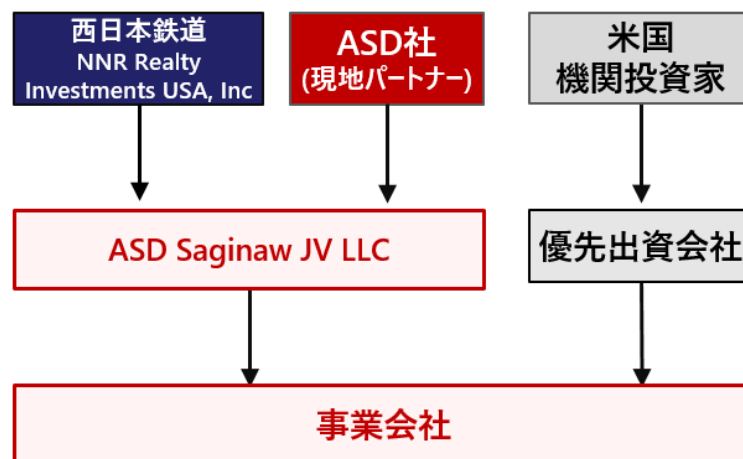 西日本鉄道
NNR Realty
Investments USA, Inc
ASD社
(現地パートナー)
米国
機関投資家
ASD Saginaw JV LLC
優先出資会社
事業会社